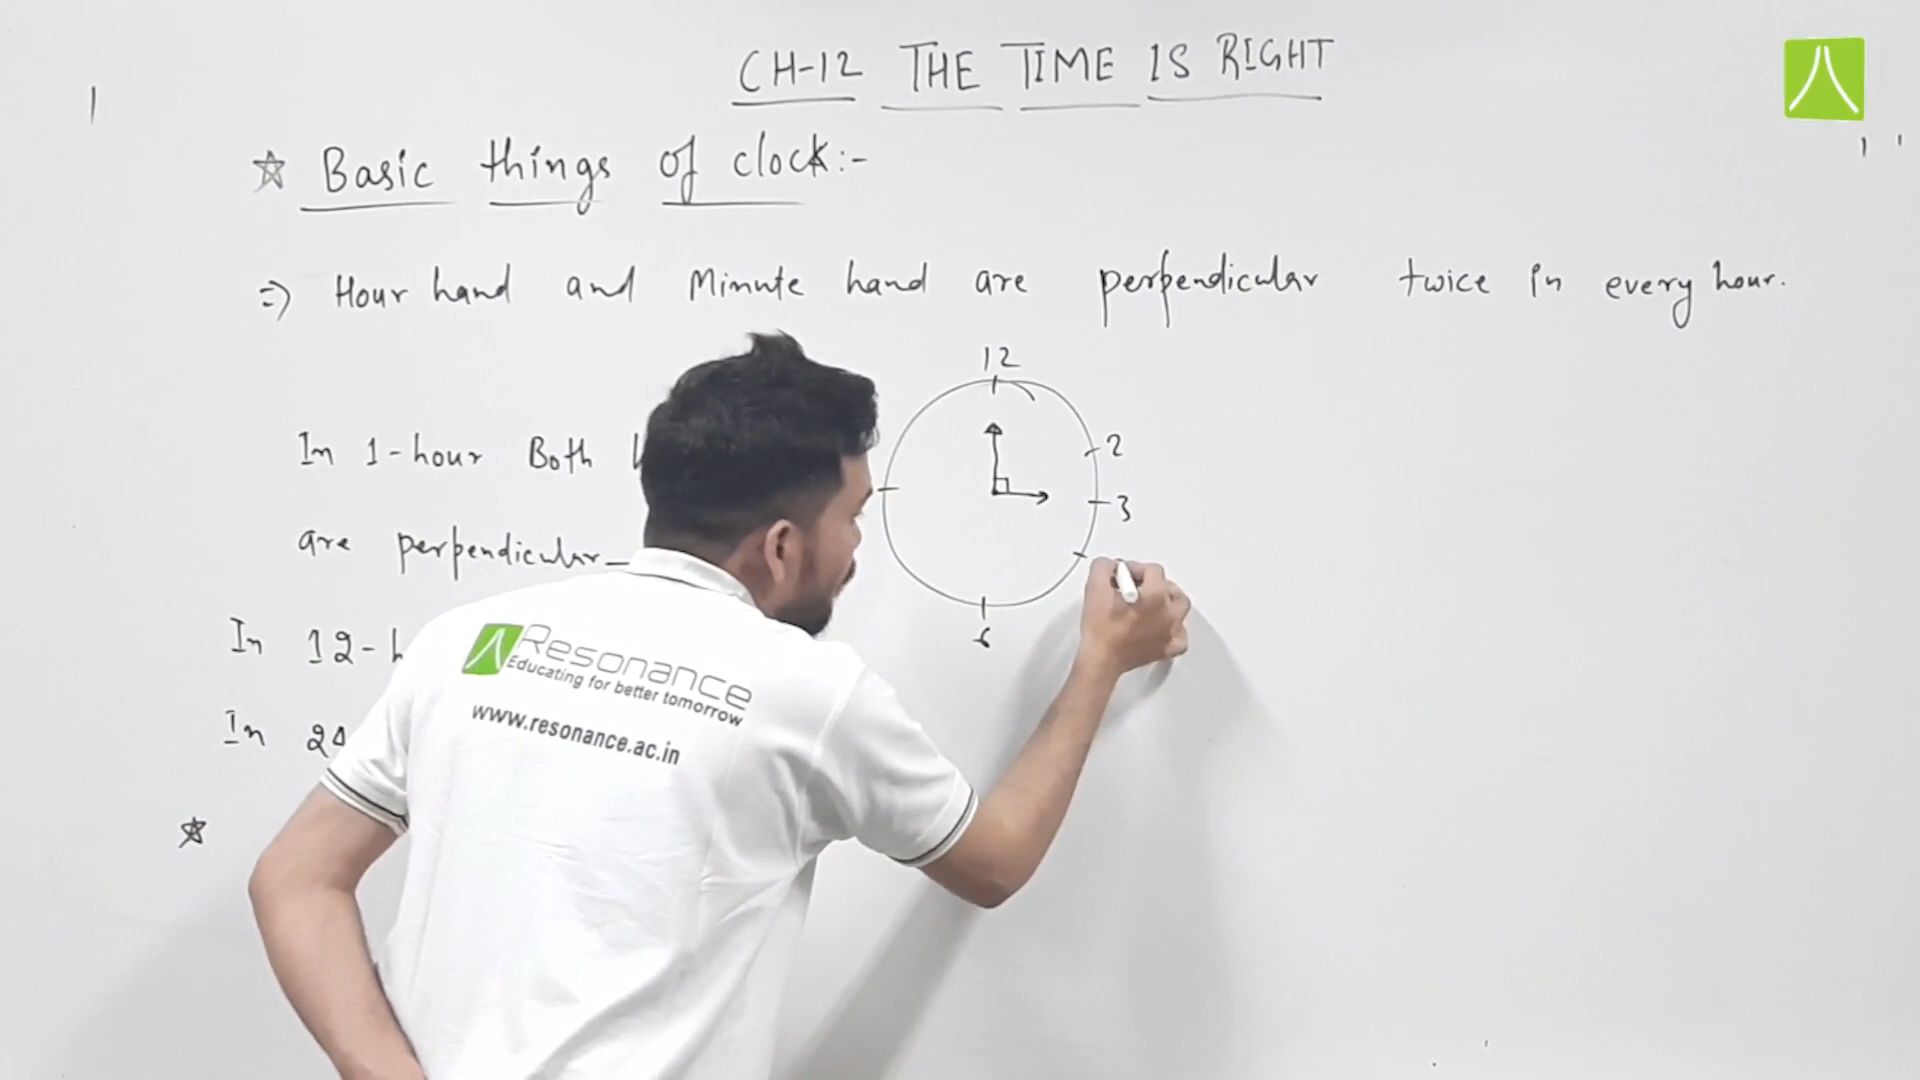 CH-12 THE TIME IS RIGHT
☆ Basic things of clock:-
=> Hour hand and Minute hand are perpendicular twice in every hour.
12
In 1-hour Both
2
3
are perpendicular
6
In 12-h
In 24
☆
Resonance
Educating for better tomorrow
www.resonance.ac.in